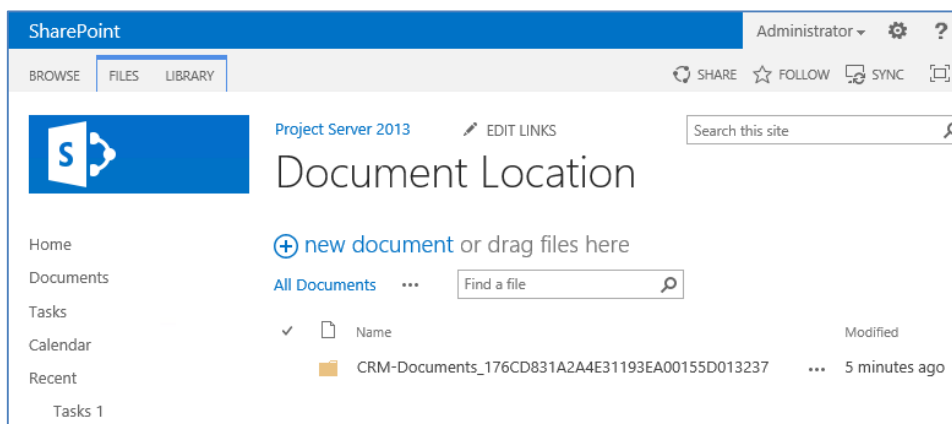 SharePoint
Administrator
?
BROWSE FILES LIBRARY
SHARE FOLLOW SYNC
S
Project Server 2013 EDIT LINKS
Search this site
Document Location
Home
Documents
Tasks
Calendar
Recent
Tasks 1
new document or drag files here
All Documents ... Find a file
Name Modified
CRM-Documents_176CD831A2A4E31193EA00155D013237 ... 5 minutes ago